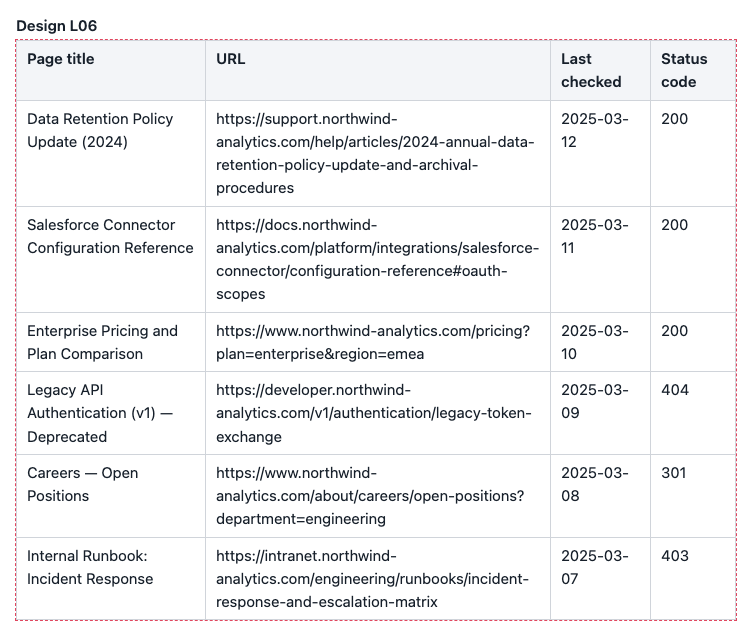 Design L06
Page title
URL
Last
checked
Status
code
Data Retention Policy
Update (2024)
https://support.northwind-
analytics.com/help/articles/2024-annual-data-
retention-policy-update-and-archival-
procedures
2025-03-
12
200
Salesforce Connector
Configuration Reference
https://docs.northwind-
analytics.com/platform/integrations/salesforce-
connector/configuration-reference#oauth-
scopes
2025-03-
11
200
Enterprise Pricing and
Plan Comparison
https://www.northwind-analytics.com/pricing?
plan=enterprise&region=emea
2025-03-
10
200
Legacy API
Authentication (v1) —
Deprecated
https://developer.northwind-
analytics.com/v1/authentication/legacy-token-
exchange
2025-03-
09
404
Careers — Open
Positions
https://www.northwind-
analytics.com/about/careers/open-positions?
department=engineering
2025-03-
08
301
Internal Runbook:
Incident Response
https://intranet.northwind-
analytics.com/engineering/runbooks/incident-
response-and-escalation-matrix
2025-03-
07
403